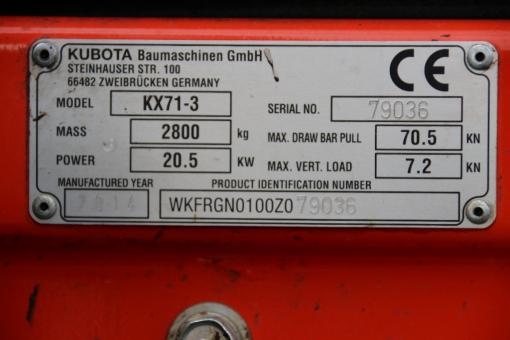 KUBOTA Baumaschinen GmbH
STEINHAUSER STR. 100
66482 ZWEIBRÜCKEN GERMANY
CE
MODEL KX71-3 SERIAL NO. 79036
MASS 2800 kg MAX. DRAW BAR PULL 70.5 KN
POWER 20.5 KW MAX. VERT. LOAD 7.2 KN
MANUFACTURED YEAR PRODUCT IDENTIFICATION NUMBER
2014 WKFRGN0100Z079036